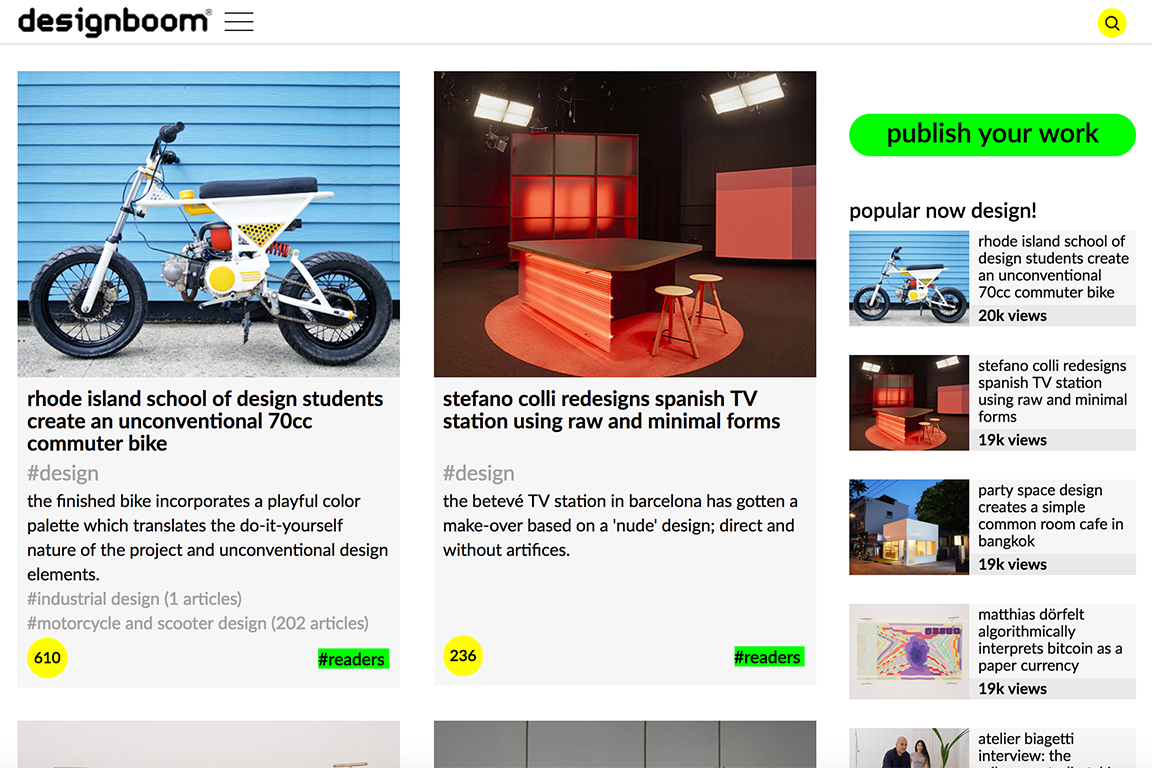 designboom®
rhode island school of design students
create an unconventional 70cc
commuter bike
#design
the finished bike incorporates a playful color
palette which translates the do-it-yourself
nature of the project and unconventional design
elements.
#industrial design (1 articles)
#motorcycle and scooter design (202 articles)
610
#readers
stefano colli redesigns spanish TV
station using raw and minimal forms
#design
the betevé TV station in barcelona has gotten a
make-over based on a 'nude' design; direct and
without artifices.
236
#readers
publish your work
popular now design!
rhode island school of
design students create
an unconventional
70cc commuter bike
20k views
stefano colli redesigns
spanish TV station
using raw and minimal
forms
19k views
party space design
creates a simple
common room cafe in
bangkok
19k views
matthias dörfelt
algorithmically
interprets bitcoin as a
paper currency
19k views
atelier biagetti
interview: the